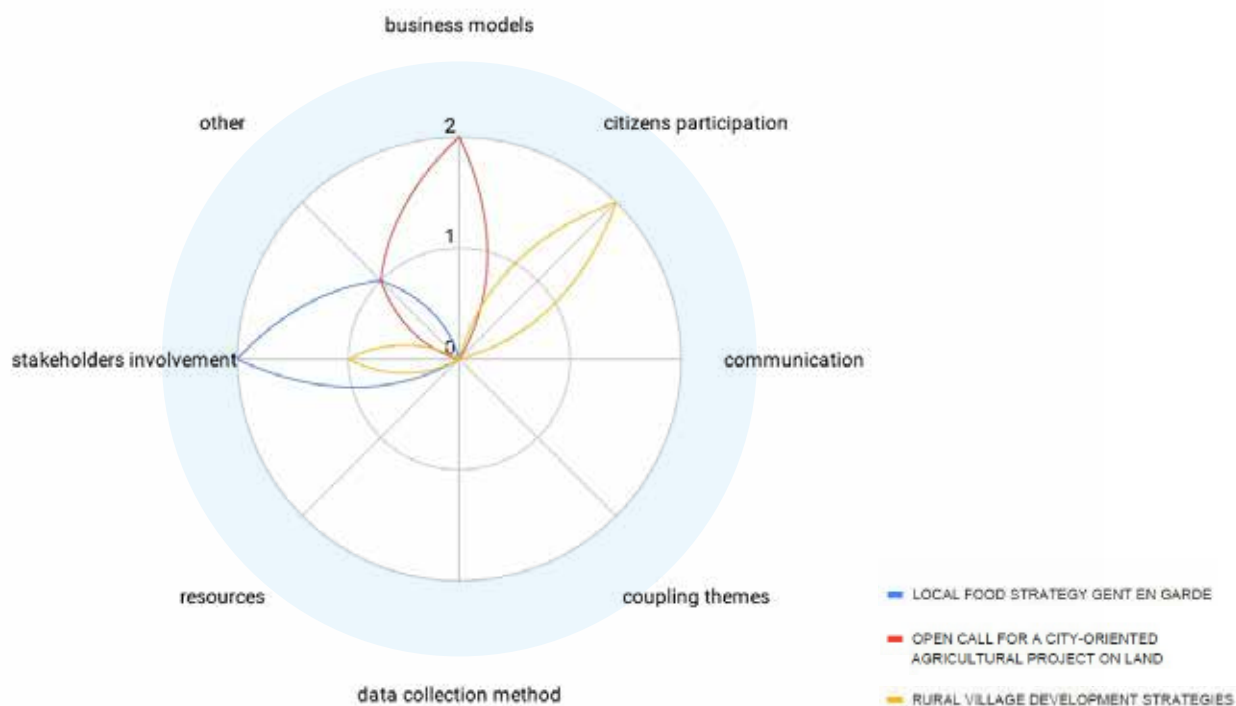 business models
other
citizens participation
2
1
0
stakeholders involvement
communication
resources
coupling themes
data collection method
LOCAL FOOD STRATEGY GENT EN GARDE
OPEN CALL FOR A CITY-ORIENTED
AGRICULTURAL PROJECT ON LAND
RURAL VILLAGE DEVELOPMENT STRATEGIES